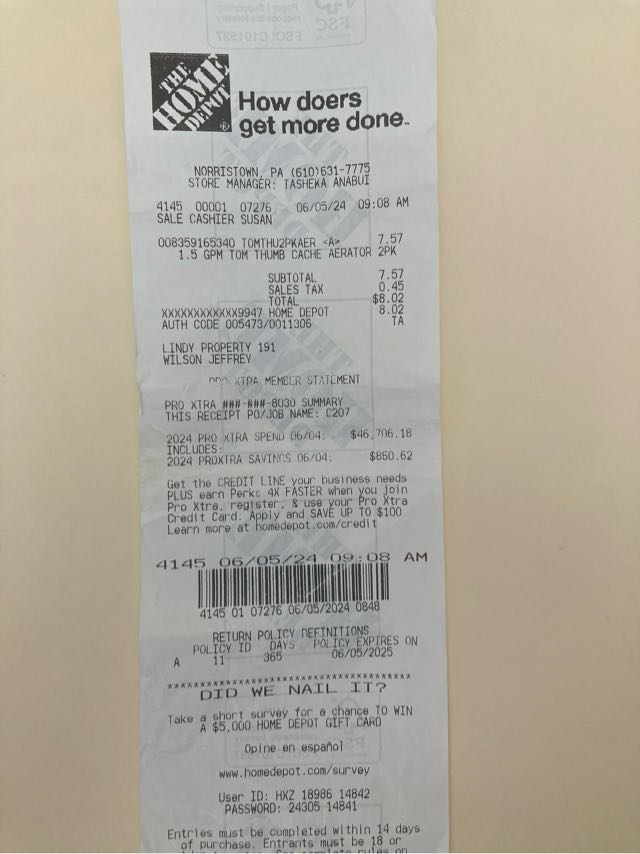 THE
HOME
DEPOT
®
How doers
get more done™
NORRISTOWN, PA (610)631-7775
STORE MANAGER: TASHEKA ANABUI
4145 00001 07276 06/05/24 09:08 AM
SALE CASHIER SUSAN
008359165340 TOMTHU2PKAER <A> 7.57
1.5 GPM TOM THUMB CACHE AERATOR 2PK
SUBTOTAL 7.57
SALES TAX 0.45
TOTAL $8.02
XXXXXXXXXXXX9947 HOME DEPOT 8.02
AUTH CODE 005473/0011306 TA
LINDY PROPERTY 191
WILSON JEFFREY
PRO XTRA MEMBER STATEMENT
PRO XTRA ###-###-8030 SUMMARY
THIS RECEIPT PO/JOB NAME: C207
2024 PRO XTRA SPEND 06/04: $46,706.18
INCLUDES:
2024 PROXTRA SAVINGS 06/04: $860.62
Get the CREDIT LINE your business needs
PLUS earn Perks 4X FASTER when you join
Pro Xtra, register, & use your Pro Xtra
Credit Card. Apply and SAVE UP TO $100
Learn more at homedepot.com/credit
4145 06/05/24 09:08 AM
4145 01 07276 06/05/2024 0848
RETURN POLICY DEFINITIONS
POLICY ID DAYS POLICY EXPIRES ON
A 11 365 06/05/2025
****************************************
DID WE NAIL IT?
Take a short survey for a chance TO WIN
A $5,000 HOME DEPOT GIFT CARD
Opine en español
www.homedepot.com/survey
User ID: HXZ 18986 14842
PASSWORD: 24305 14841
Entries must be completed within 14 days
of purchase. Entrants must be 18 or